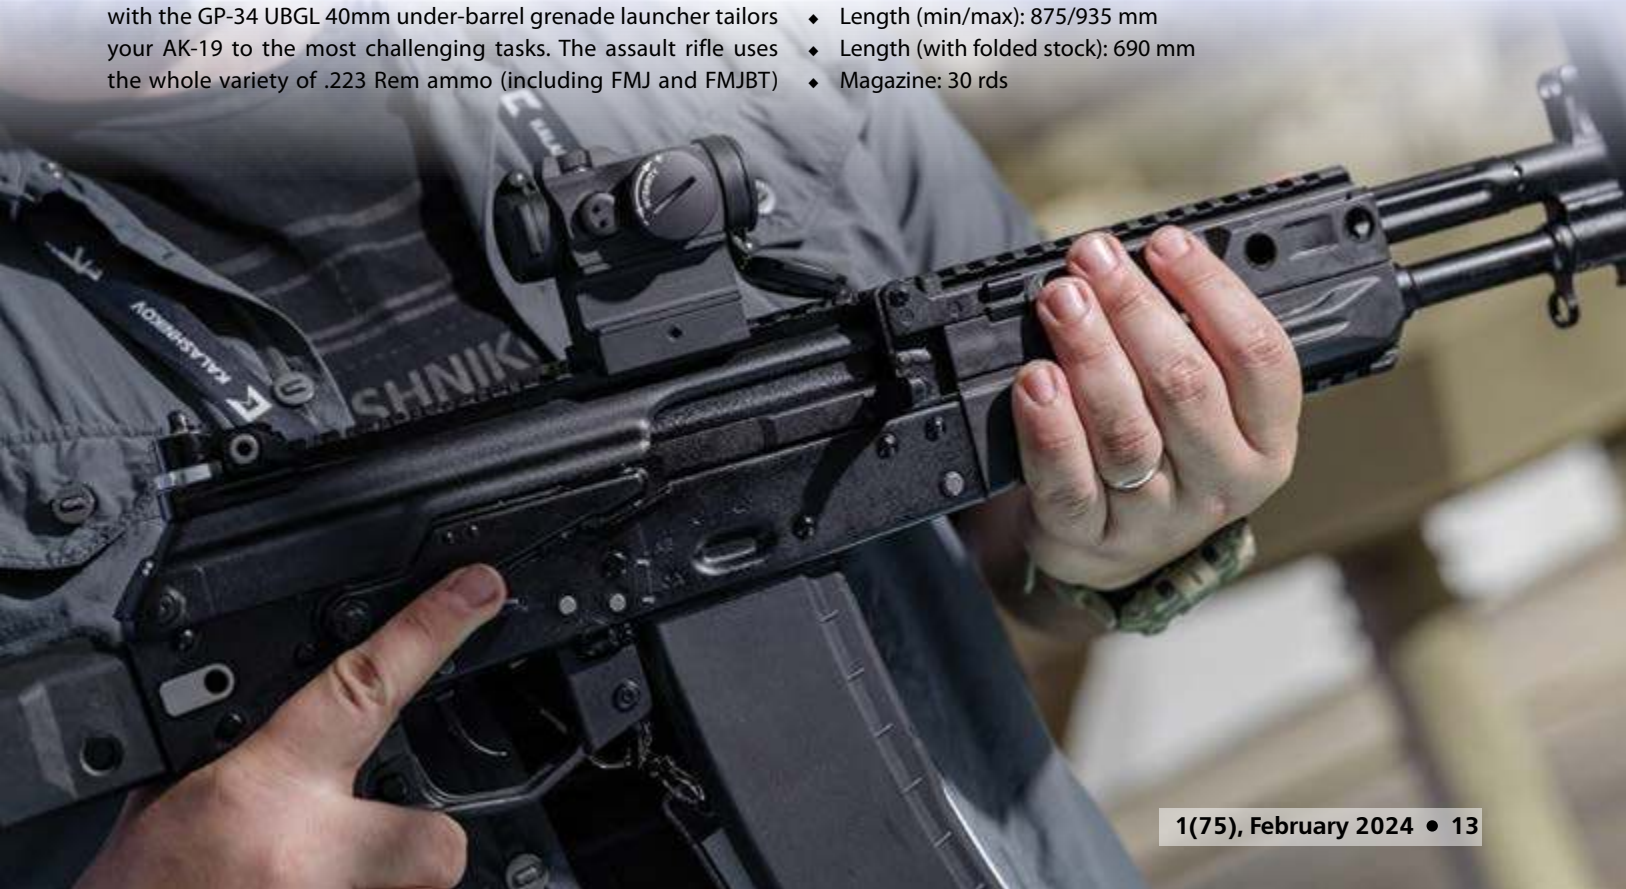 with the GP-34 UBGL 40mm under-barrel grenade launcher tailors
your AK-19 to the most challenging tasks. The assault rifle uses
the whole variety of .223 Rem ammo (including FMJ and FMJBT)
⬥ Length (min/max): 875/935 mm
⬥ Length (with folded stock): 690 mm
⬥ Magazine: 30 rds
KALASHNIKOV
SHNIK
1(75), February 2024 • 13